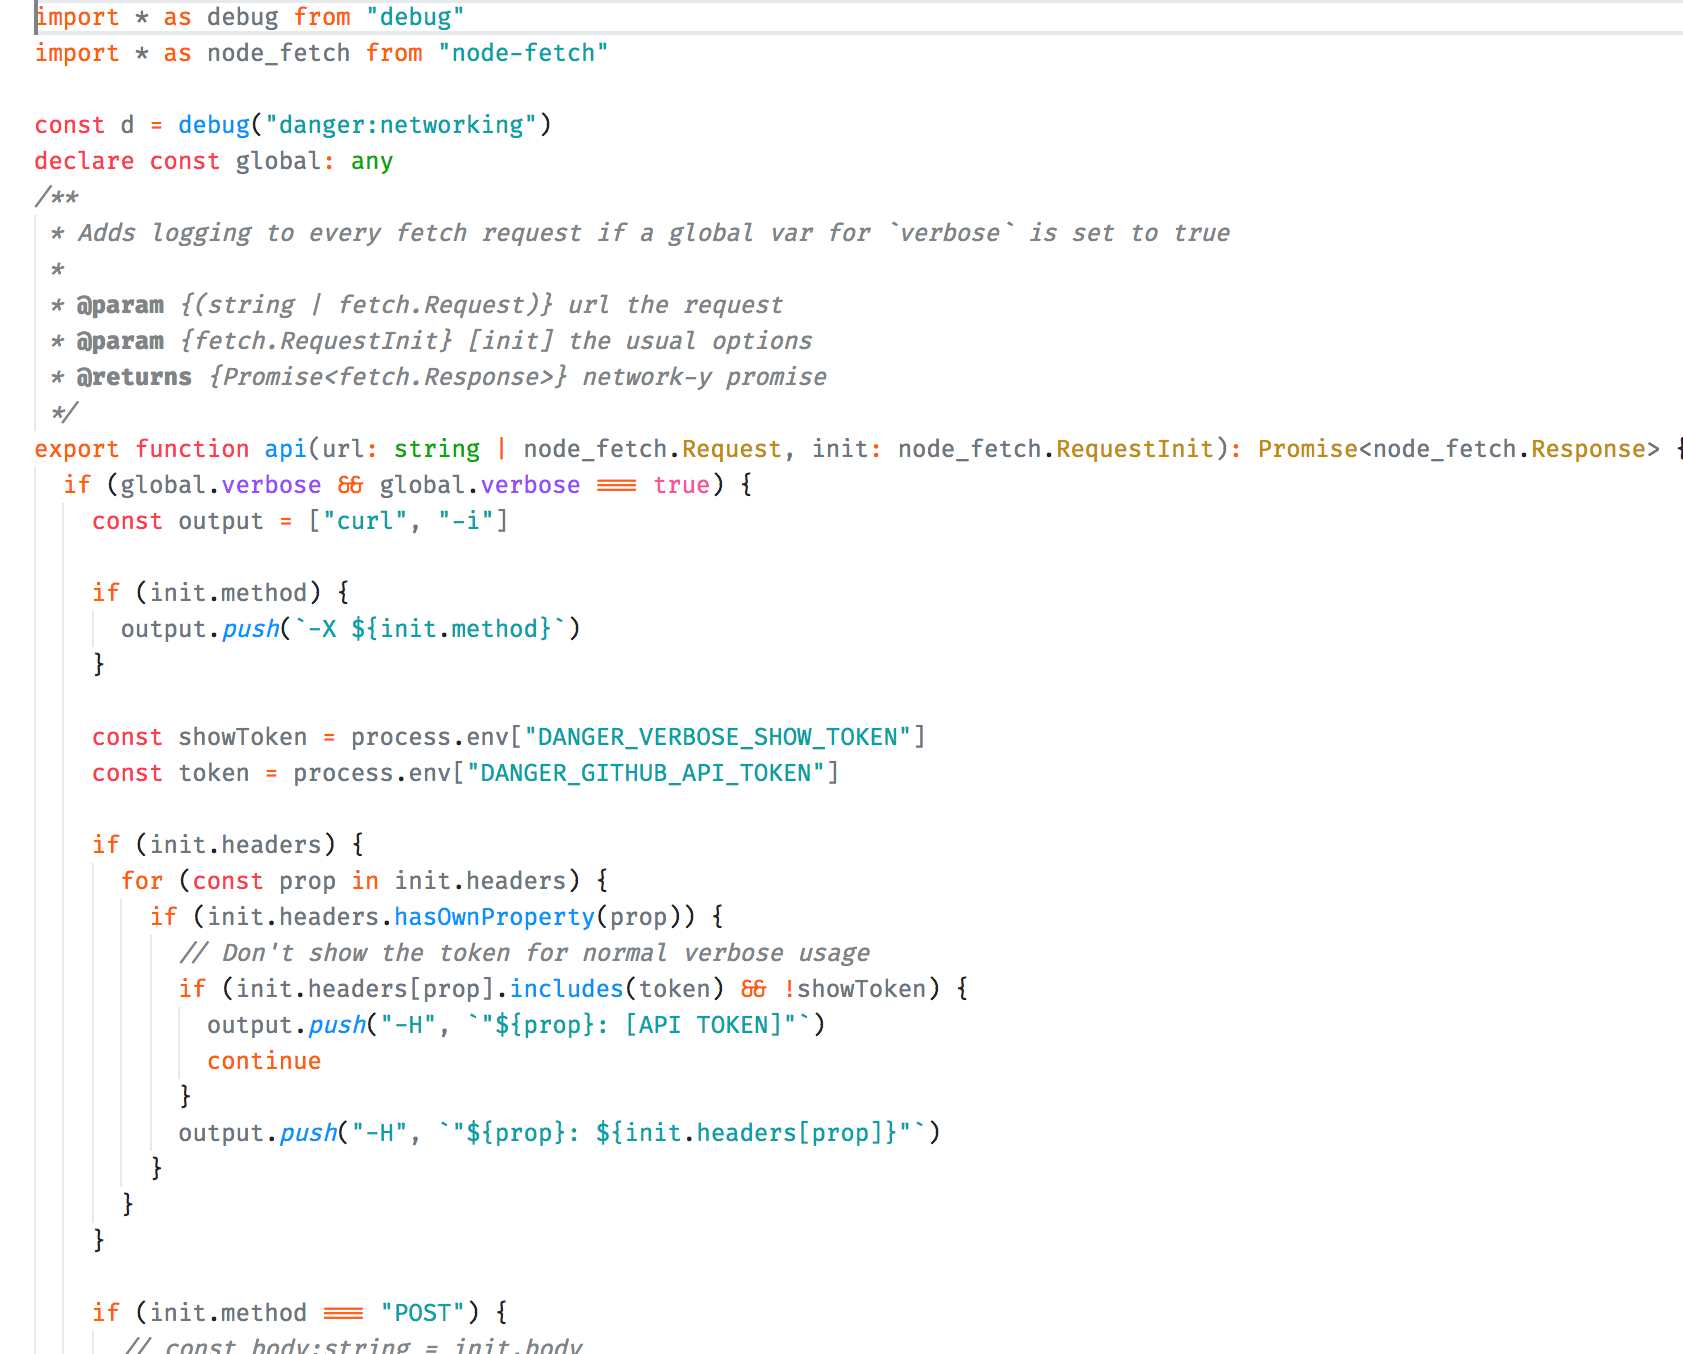 import * as debug from "debug"
import * as node_fetch from "node-fetch"
const d = debug("danger:networking")
declare const global: any
/**
* Adds logging to every fetch request if a global var for `verbose` is set to true
*
* @param {(string | fetch.Request)} url the request
* @param {fetch.RequestInit} [init] the usual options
* @returns {Promise<fetch.Response>} network-y promise
*/
export function api(url: string | node_fetch.Request, init: node_fetch.RequestInit): Promise<node_fetch.Response> {
if (global.verbose && global.verbose === true) {
const output = ["curl", "-i"]
if (init.method) {
output.push(`-X ${init.method}`)
}
const showToken = process.env["DANGER_VERBOSE_SHOW_TOKEN"]
const token = process.env["DANGER_GITHUB_API_TOKEN"]
if (init.headers) {
for (const prop in init.headers) {
if (init.headers.hasOwnProperty(prop)) {
// Don't show the token for normal verbose usage
if (init.headers[prop].includes(token) && !showToken) {
output.push("-H", `"${prop}: [API TOKEN]"`)
continue
}
output.push("-H", `"${prop}: ${init.headers[prop]}"`)
}
}
}
if (init.method === "POST") {
// const body:string = init.body